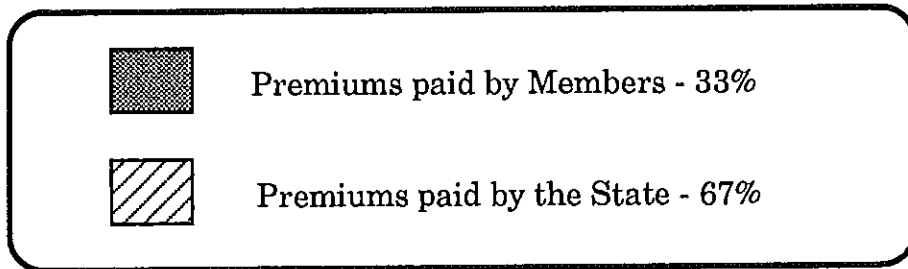 Premiums paid by Members - 33%
Premiums paid by the State - 67%